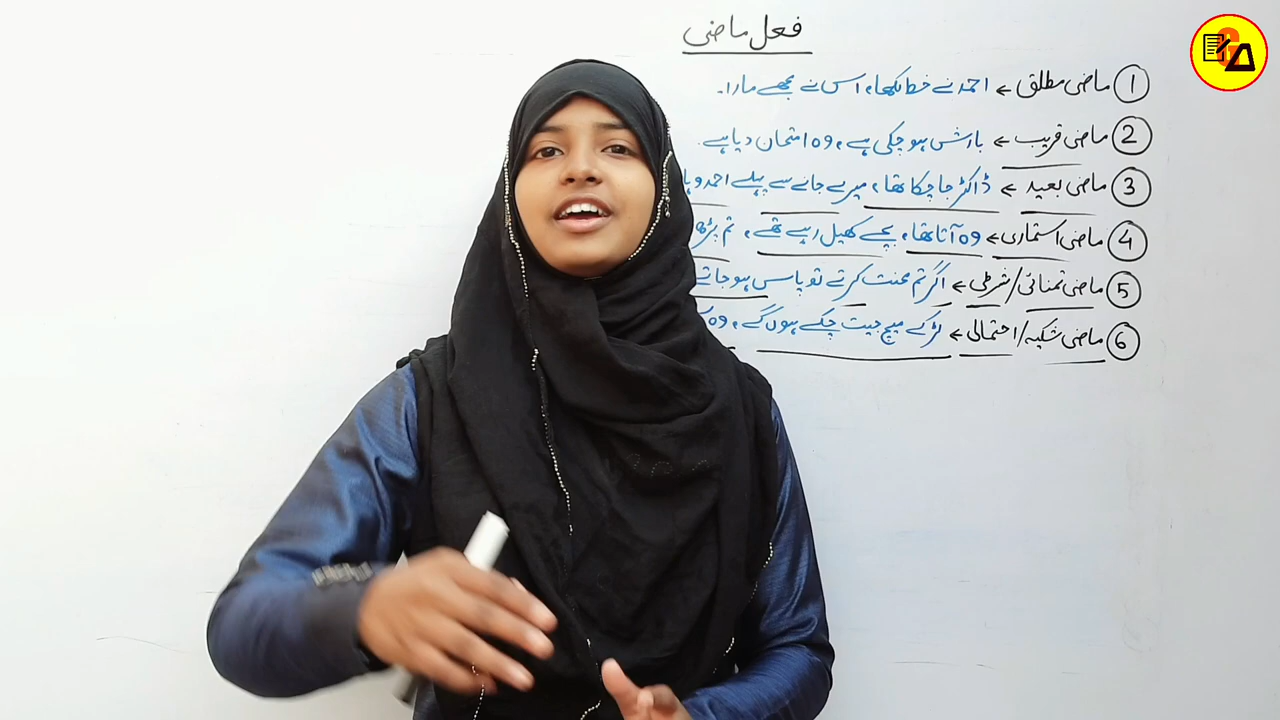 فعل ماضی
① ماضی مطلق ← احمد نے خط لکھا، اس نے مجھے مارا۔
② ماضی قریب ← بارش ہو چکی ہے، وہ امتحان دیا ہے۔
③ ماضی بعید ← ڈاکٹر جا چکا تھا، میرے جانے سے پہلے احمد
④ ماضی استمراری ← وہ آتا تھا، بچے کھیل رہے تھے، تم
⑤ ماضی تمنائی/شرطی ← اگر تم محنت کرتے تو پاس ہو جاتے
⑥ ماضی شکیہ/احتمالی ← لڑکے میچ جیت چکے ہوں گے، وہ